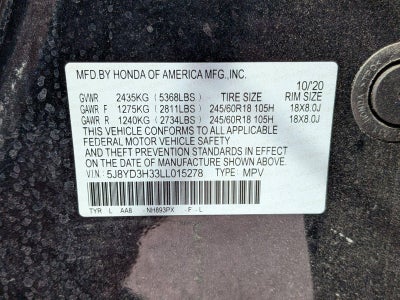 MFD.BY HONDA OF AMERICA MFG.,INC. 10/'20
GVWR 2435KG (5368LBS) TIRE SIZE RIM SIZE
GAWR F 1275KG (2811LBS) 245/60R18 105H 18X8.0J
GAWR R 1240KG (2734LBS) 245/60R18 105H 18X8.0J
THIS VEHICLE CONFORMS TO ALL APPLICABLE
FEDERAL MOTOR VEHICLE SAFETY
AND THEFT PREVENTION STANDARDS IN EFFECT
ON THE DATE OF MANUFACTURE SHOWN ABOVE.
VIN: 5J8YD3H33LL015278 TYPE: MPV
TYR L AAB -NH893PX -F -L